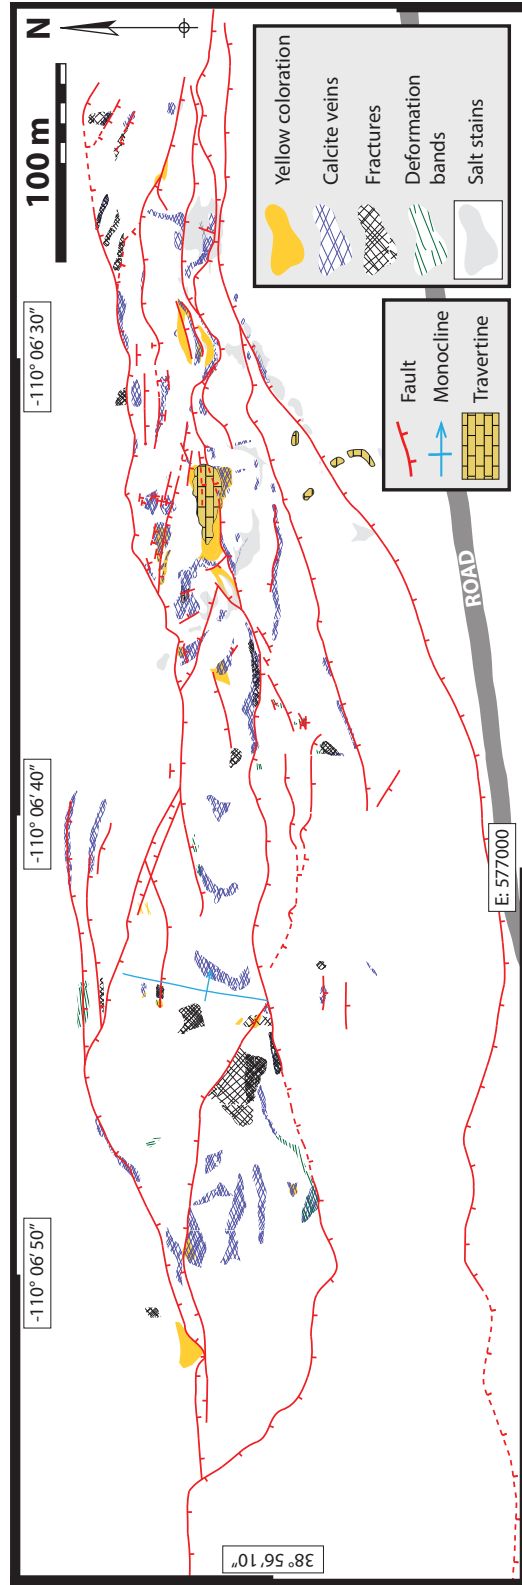 N
100 m
-110° 06′ 50″
-110° 06′ 40″
-110° 06′ 30″
38° 56′10″
E: 577000
ROAD
Fault
Monocline
Travertine
Yellow coloration
Calcite veins
Fractures
Deformation
bands
Salt stains